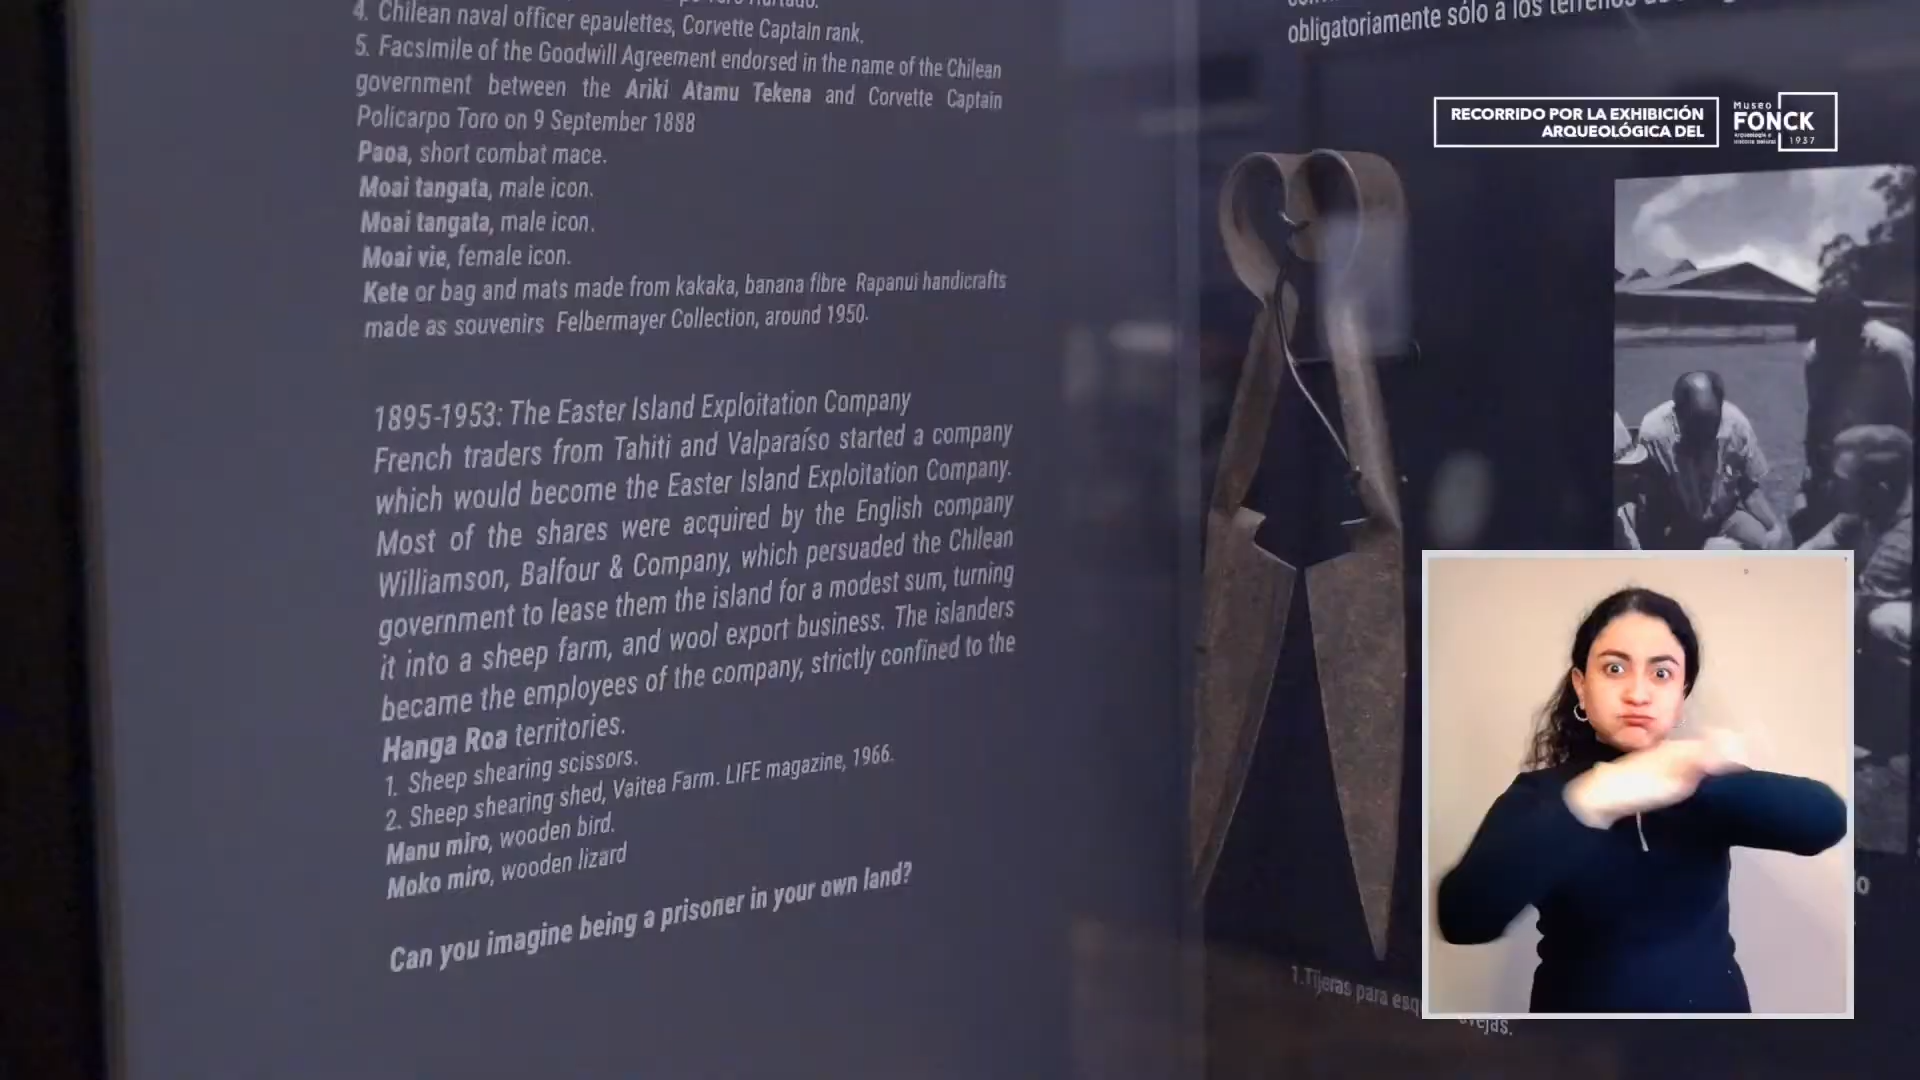 4. Chilean naval officer epaulettes, Corvette Captain rank.
5. Facsimile of the Goodwill Agreement endorsed in the name of the Chilean
government between the Ariki Atamu Tekena and Corvette Captain
Policarpo Toro on 9 September 1888
Paoa, short combat mace.
Moai tangata, male icon.
Moai tangata, male icon.
Moai vie, female icon.
Kete or bag and mats made from kakaka, banana fibre Rapanui handicrafts
made as souvenirs Felbermayer Collection, around 1950.
1895-1953: The Easter Island Exploitation Company
French traders from Tahiti and Valparaíso started a company
which would become the Easter Island Exploitation Company.
Most of the shares were acquired by the English company
Williamson, Balfour & Company, which persuaded the Chilean
government to lease them the island for a modest sum, turning
it into a sheep farm, and wool export business. The islanders
became the employees of the company, strictly confined to the
Hanga Roa territories.
1. Sheep shearing scissors.
2. Sheep shearing shed, Vaitea Farm. LIFE magazine, 1966.
Manu miro, wooden bird.
Moko miro, wooden lizard
Can you imagine being a prisoner in your own land?
obligatoriamente sólo a los terrenos
RECORRIDO POR LA EXHIBICIÓN
ARQUEOLÓGICA DEL
Museo
FONCK
1937
1.Tijeras para